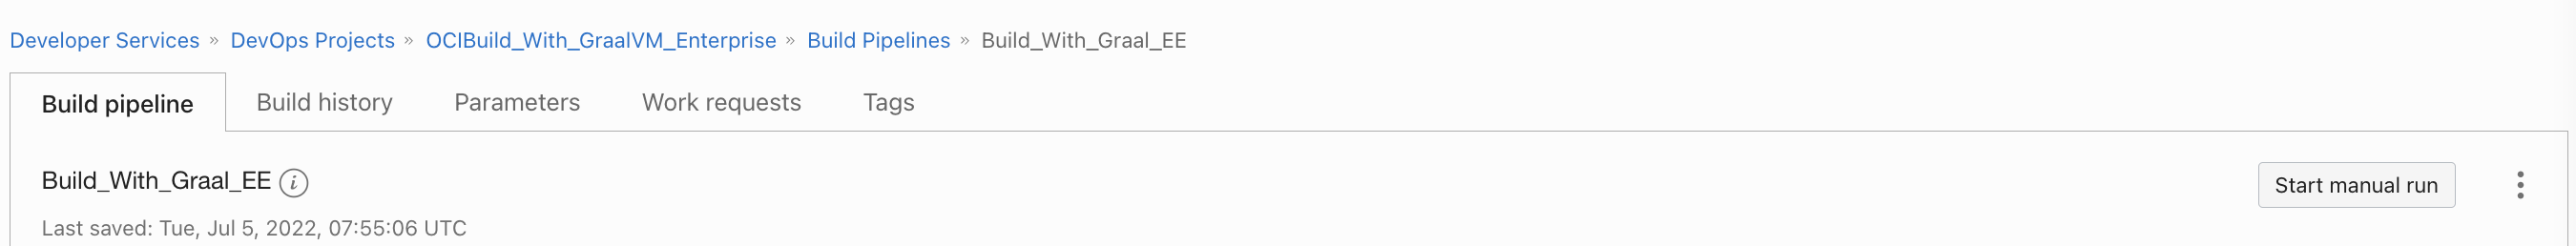 Developer Services » DevOps Projects » OCIBuild_With_GraalVM_Enterprise » Build Pipelines » Build_With_Graal_EE
Build pipeline Build history Parameters Work requests Tags
Build_With_Graal_EE i
Start manual run
Last saved: Tue, Jul 5, 2022, 07:55:06 UTC